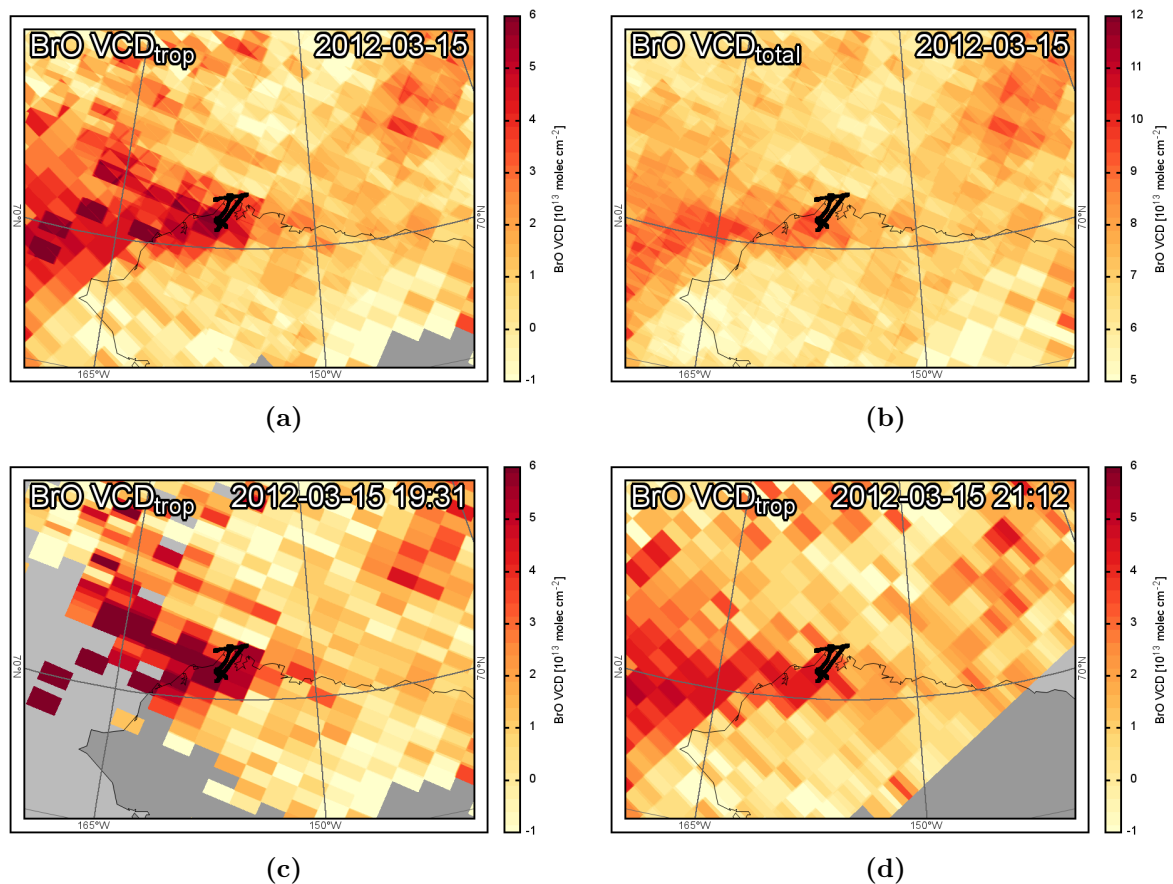 BrO VCD_trop 2012-03-15
70°N
70°N
165°W
150°W
6
5
4
3
2
1
0
-1
BrO VCD [10^13 molec cm^-2]
(a)
BrO VCD_total 2012-03-15
70°N
70°N
165°W
150°W
12
11
10
9
8
7
6
5
BrO VCD [10^13 molec cm^-2]
(b)
BrO VCD_trop 2012-03-15 19:31
70°N
70°N
165°W
150°W
6
5
4
3
2
1
0
-1
BrO VCD [10^13 molec cm^-2]
(c)
BrO VCD_trop 2012-03-15 21:12
70°N
70°N
165°W
150°W
6
5
4
3
2
1
0
-1
BrO VCD [10^13 molec cm^-2]
(d)